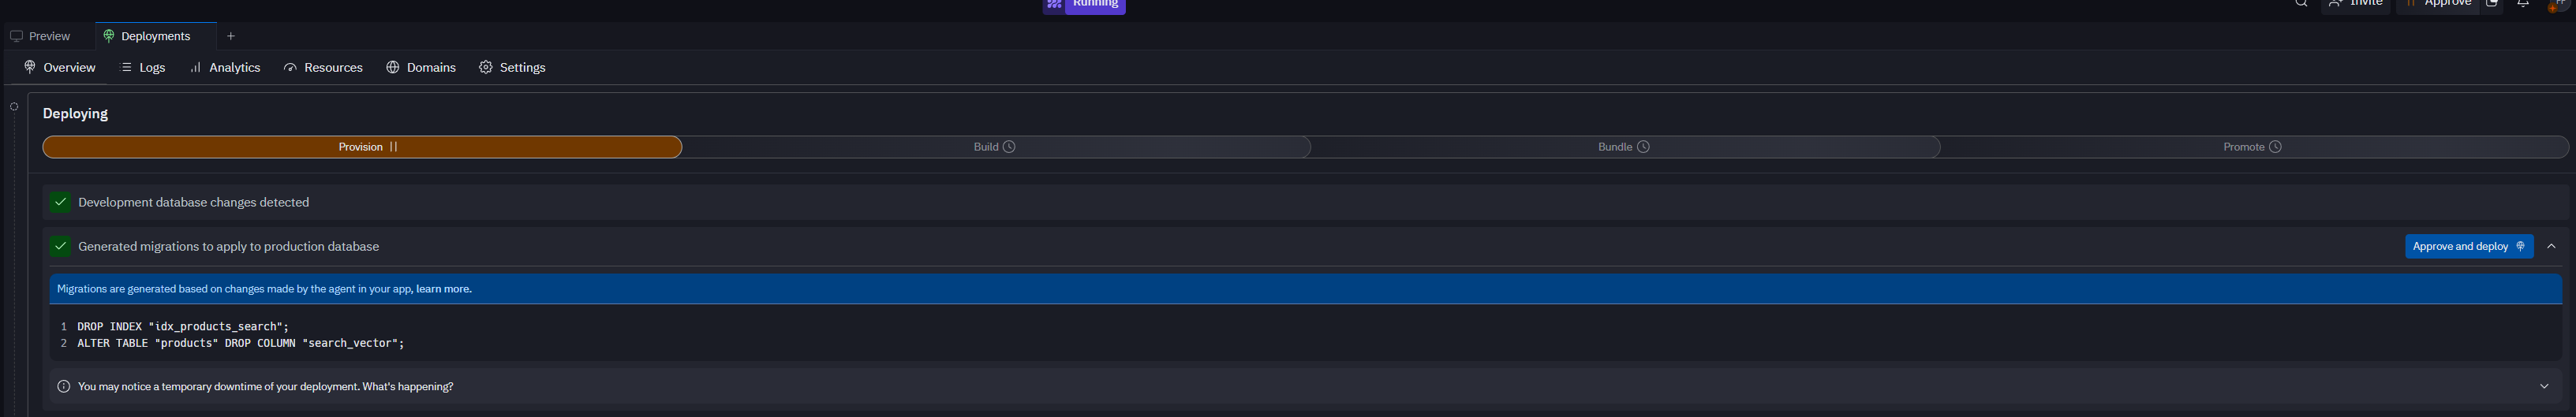 Running
Invite
Approve
Preview
Deployments
Overview
Logs
Analytics
Resources
Domains
Settings
Deploying
Provision
Build
Bundle
Promote
Development database changes detected
Generated migrations to apply to production database
Approve and deploy
Migrations are generated based on changes made by the agent in your app, learn more.
1 DROP INDEX "idx_products_search";
2 ALTER TABLE "products" DROP COLUMN "search_vector";
You may notice a temporary downtime of your deployment. What's happening?